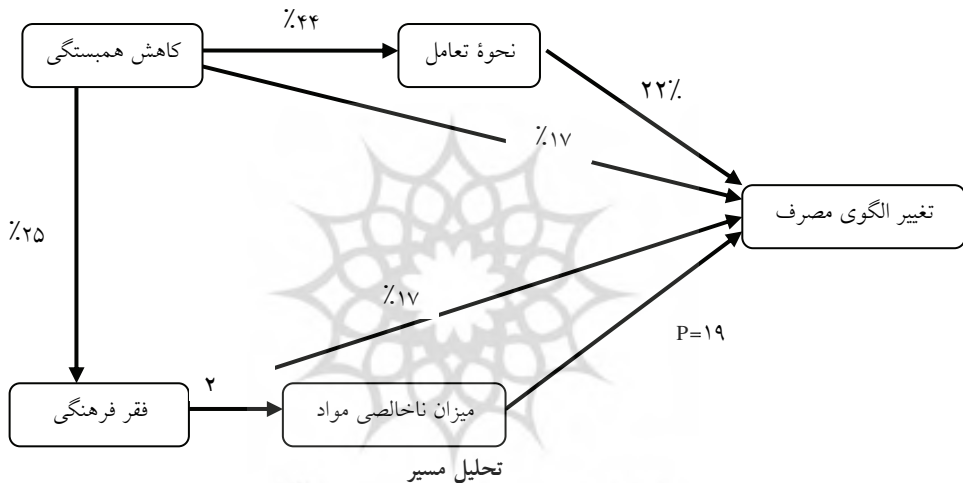 ٪۴۴
کاهش همبستگی
نحوۀ تعامل
۲۲٪
٪۱۷
تغییر الگوی مصرف
٪۲۵
٪۱۷
P=۱۹
۲
فقر فرهنگی
میزان ناخالصی مواد
تحلیل مسیر